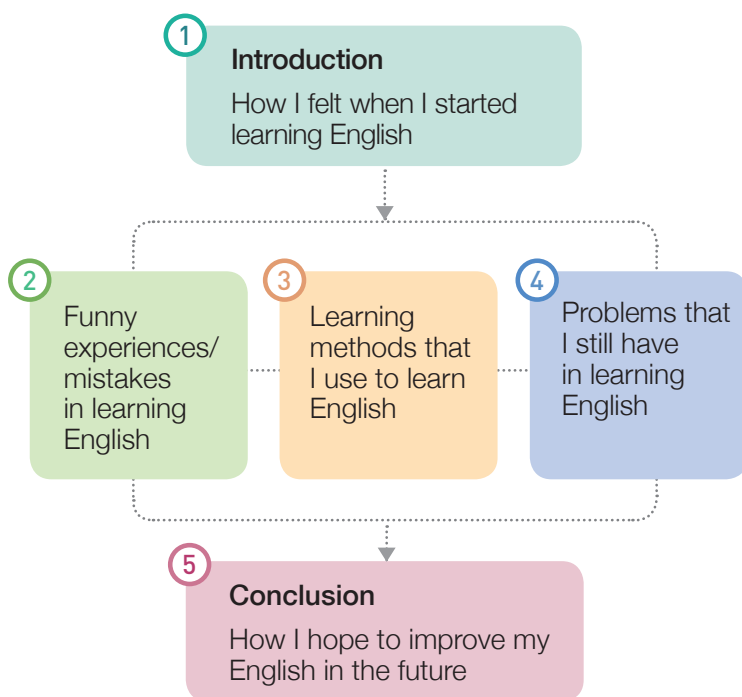 1
Introduction
How I felt when I started
learning English
2
Funny
experiences/
mistakes
in learning
English
3
Learning
methods that
I use to learn
English
4
Problems that
I still have
in learning
English
5
Conclusion
How I hope to improve my
English in the future